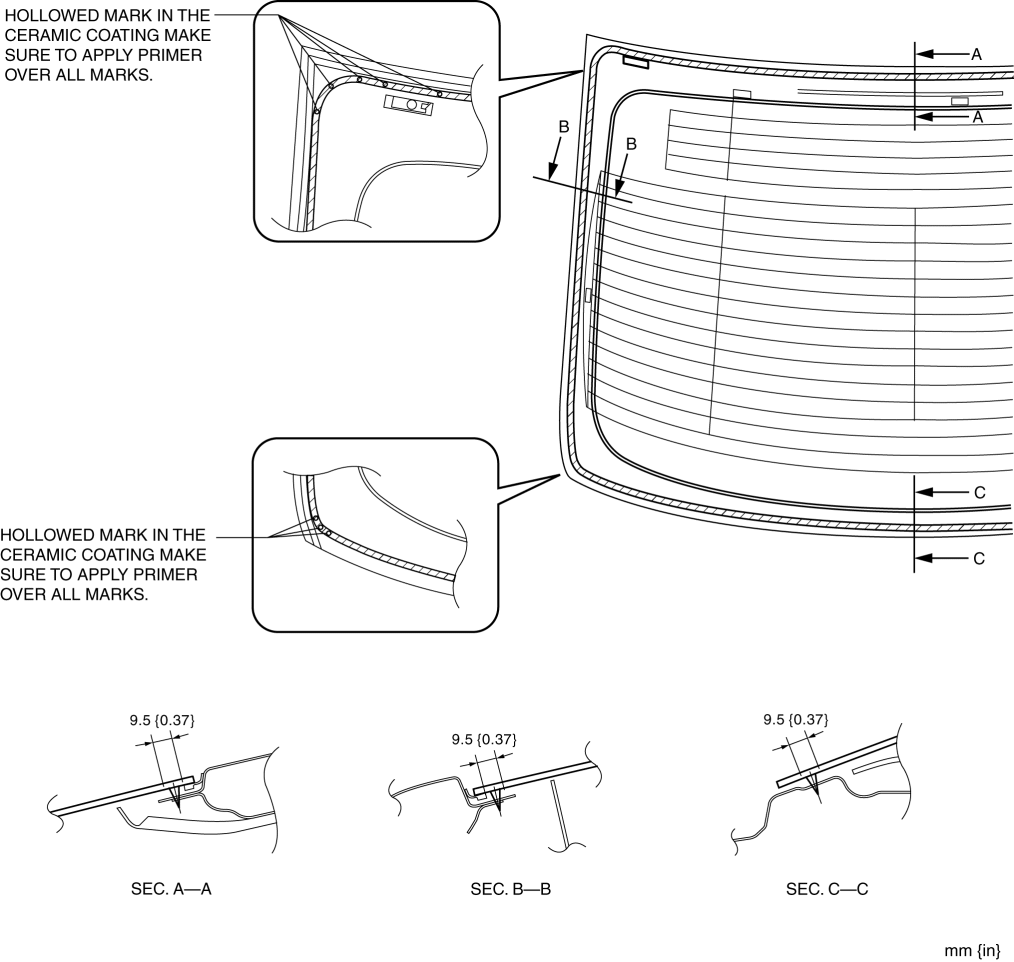 HOLLOWED MARK IN THE
CERAMIC COATING MAKE
SURE TO APPLY PRIMER
OVER ALL MARKS.
A
A
B
B
C
C
HOLLOWED MARK IN THE
CERAMIC COATING MAKE
SURE TO APPLY PRIMER
OVER ALL MARKS.
9.5 {0.37}
9.5 {0.37}
9.5 {0.37}
SEC. A—A
SEC. B—B
SEC. C—C
mm {in}